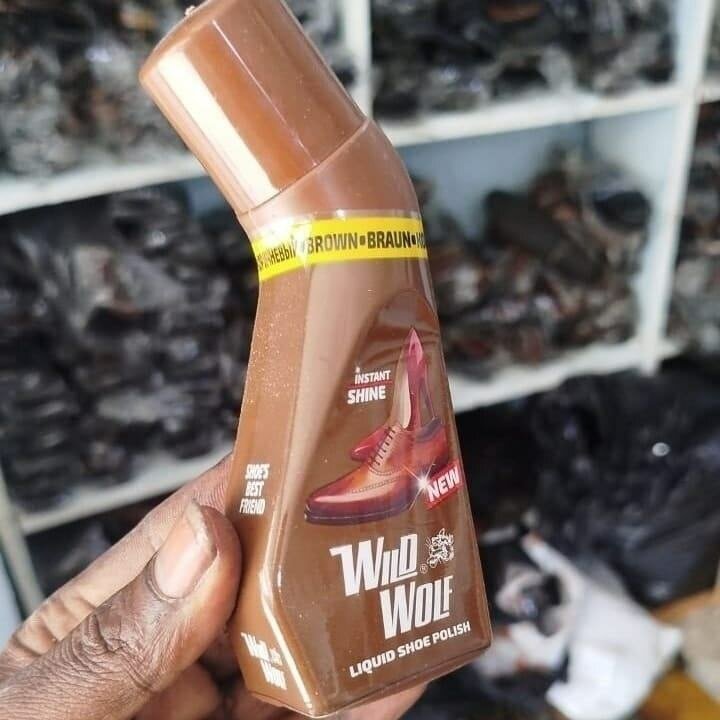 BROWN•BRAUN•
INSTANT
SHINE
NEW
SHOE'S
BEST
FRIEND
WILD
WOLF
®
LIQUID SHOE POLISH
Wild
Wolf